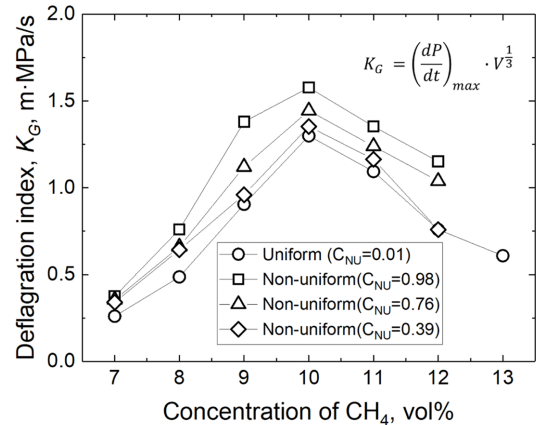 2.0
1.5
1.0
0.5
0.0
Deflagration index, K_G, m·MPa/s
K_G = (dP/dt)_max · V^(1/3)
Uniform (C_NU=0.01)
Non-uniform(C_NU=0.98)
Non-uniform(C_NU=0.76)
Non-uniform(C_NU=0.39)
7 8 9 10 11 12 13
Concentration of CH_4, vol%